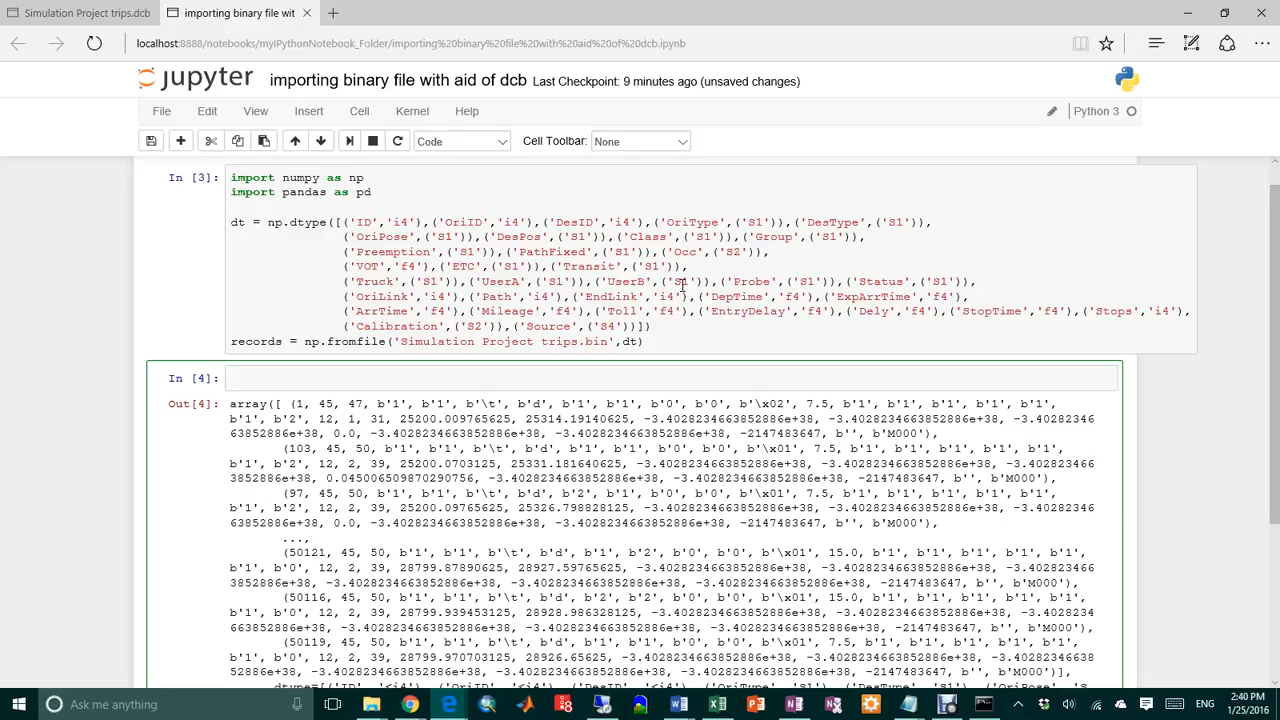 Simulation Project trips.dcb
importing binary file wit
localhost:8888/notebooks/myIPythonNotebook_Folder/importing%20binary%20file%20with%20aid%20of%20dcb.ipynb
jupyter importing binary file with aid of dcb Last Checkpoint: 9 minutes ago (unsaved changes)
File Edit View Insert Cell Kernel Help
Python 3
Code Cell Toolbar: None
In [3]: import numpy as np
import pandas as pd
dt = np.dtype([('ID','i4'),('OriID','i4'),('DesID','i4'),('OriType',('S1')),('DesType',('S1')),
('OriPose',('S1')),('DesPos',('S1')),('Class',('S1')),('Group',('S1')),
('Preemption',('S1')),('PathFixed',('S1')),('Occ',('S2')),
('VOT','f4'),('ETC',('S1')),('Transit',('S1')),
('Truck',('S1')),('UserA',('S1')),('UserB',('S1')),('Probe',('S1')),('Status',('S1')),
('OriLink','i4'),('Path','i4'),('EndLink','i4'),('DepTime','f4'),('ExpArrTime','f4'),
('ArrTime','f4'),('Mileage','f4'),('Toll','f4'),('EntryDelay','f4'),('Dely','f4'),('StopTime','f4'),('Stops','i4'),
('Calibration',('S2')),('Source',('S4'))])
records = np.fromfile('Simulation Project trips.bin',dt)
In [4]:
Out[4]: array([ (1, 45, 47, b'1', b'1', b'\t', b'd', b'1', b'1', b'0', b'0', b'\x02', 7.5, b'1', b'1', b'1', b'1', b'1',
b'1', b'2', 12, 1, 31, 25200.009765625, 25314.19140625, -3.4028234663852886e+38, -3.4028234663852886e+38, -3.40282346
63852886e+38, 0.0, -3.4028234663852886e+38, -3.4028234663852886e+38, -2147483647, b'', b'M000'),
(103, 45, 50, b'1', b'1', b'\t', b'd', b'1', b'1', b'0', b'0', b'\x01', 7.5, b'1', b'1', b'1', b'1', b'1',
b'1', b'2', 12, 2, 39, 25200.0703125, 25331.181640625, -3.4028234663852886e+38, -3.4028234663852886e+38, -3.402823466
3852886e+38, 0.045006509870290756, -3.4028234663852886e+38, -3.4028234663852886e+38, -2147483647, b'', b'M000'),
(97, 45, 50, b'1', b'1', b'\t', b'd', b'2', b'1', b'0', b'0', b'\x01', 7.5, b'1', b'1', b'1', b'1', b'1',
b'1', b'2', 12, 2, 39, 25200.09765625, 25326.798828125, -3.4028234663852886e+38, -3.4028234663852886e+38, -3.40282346
63852886e+38, 0.0, -3.4028234663852886e+38, -3.4028234663852886e+38, -2147483647, b'', b'M000'),
...,
(50121, 45, 50, b'1', b'1', b'\t', b'd', b'1', b'2', b'0', b'0', b'\x01', 15.0, b'1', b'1', b'1', b'1', b'1',
b'1', b'0', 12, 2, 39, 28799.87890625, 28927.59765625, -3.4028234663852886e+38, -3.4028234663852886e+38, -3.402823466
3852886e+38, -3.4028234663852886e+38, -3.4028234663852886e+38, -3.4028234663852886e+38, -2147483647, b'', b'M000'),
(50116, 45, 50, b'1', b'1', b'\t', b'd', b'2', b'2', b'0', b'0', b'\x01', 15.0, b'1', b'1', b'1', b'1', b'1',
b'1', b'0', 12, 2, 39, 28799.939453125, 28928.986328125, -3.4028234663852886e+38, -3.4028234663852886e+38, -3.4028234
663852886e+38, -3.4028234663852886e+38, -3.4028234663852886e+38, -3.4028234663852886e+38, -2147483647, b'', b'M000'),
(50119, 45, 50, b'1', b'1', b'\t', b'd', b'1', b'1', b'0', b'0', b'\x01', 7.5, b'1', b'1', b'1', b'1', b'1',
b'1', b'0', 12, 2, 39, 28799.970703125, 28926.65625, -3.4028234663852886e+38, -3.4028234663852886e+38, -3.40282346638
52886e+38, -3.4028234663852886e+38, -3.4028234663852886e+38, -3.4028234663852886e+38, -2147483647, b'', b'M000')],
dtype=[('ID', '<i4'), ('OriID', '<i4'), ('DesID', '<i4'), ('OriType', 'S1'), ('DesType', 'S1'), ('OriPose', 'S
Ask me anything
ENG
2:40 PM
1/25/2016